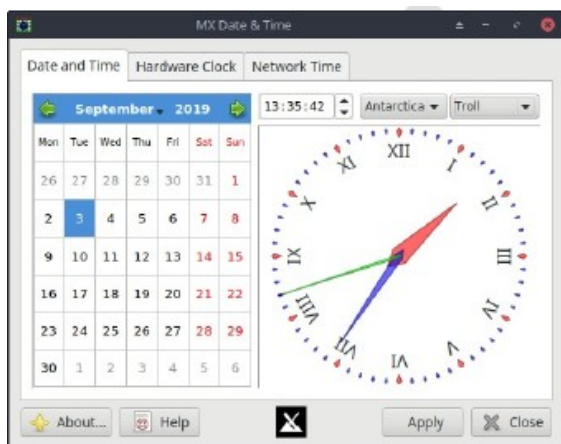 MX Date & Time
Date and Time Hardware Clock Network Time
September 2019 13:35:42 Antarctica Troll
Mon Tue Wed Thu Fri Sat Sun
26 27 28 29 30 31 1
2 3 4 5 6 7 8
9 10 11 12 13 14 15
16 17 18 19 20 21 22
23 24 25 26 27 28 29
30 1 2 3 4 5 6
XII
I
II
III
IV
V
VI
VII
VIII
IX
X
XI
About... Help X Apply Close